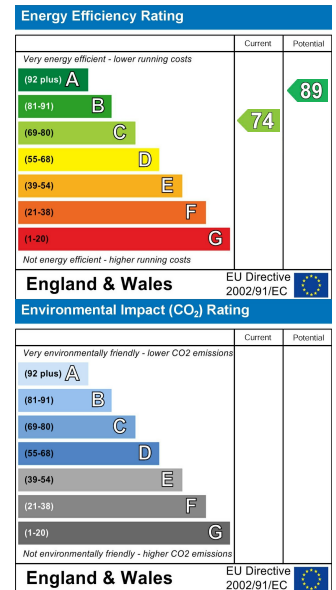 Energy Efficiency Rating
Current Potential
Very energy efficient - lower running costs
(92 plus) A
(81-91) B
(69-80) C
(55-68) D
(39-54) E
(21-38) F
(1-20) G
74
89
Not energy efficient - higher running costs
England & Wales
EU Directive
2002/91/EC
Environmental Impact (CO₂) Rating
Current Potential
Very environmentally friendly - lower CO2 emissions
(92 plus) A
(81-91) B
(69-80) C
(55-68) D
(39-54) E
(21-38) F
(1-20) G
Not environmentally friendly - higher CO2 emissions
England & Wales
EU Directive
2002/91/EC